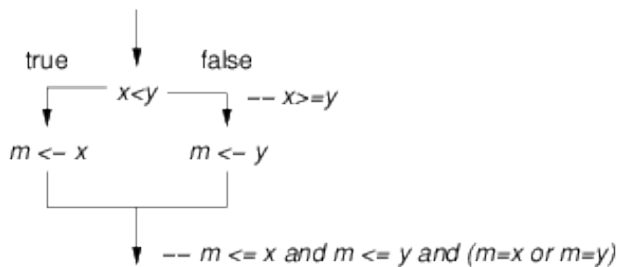 true false
x<y
−− x>=y
m <− x m <− y
−− m <= x and m <= y and (m=x or m=y)